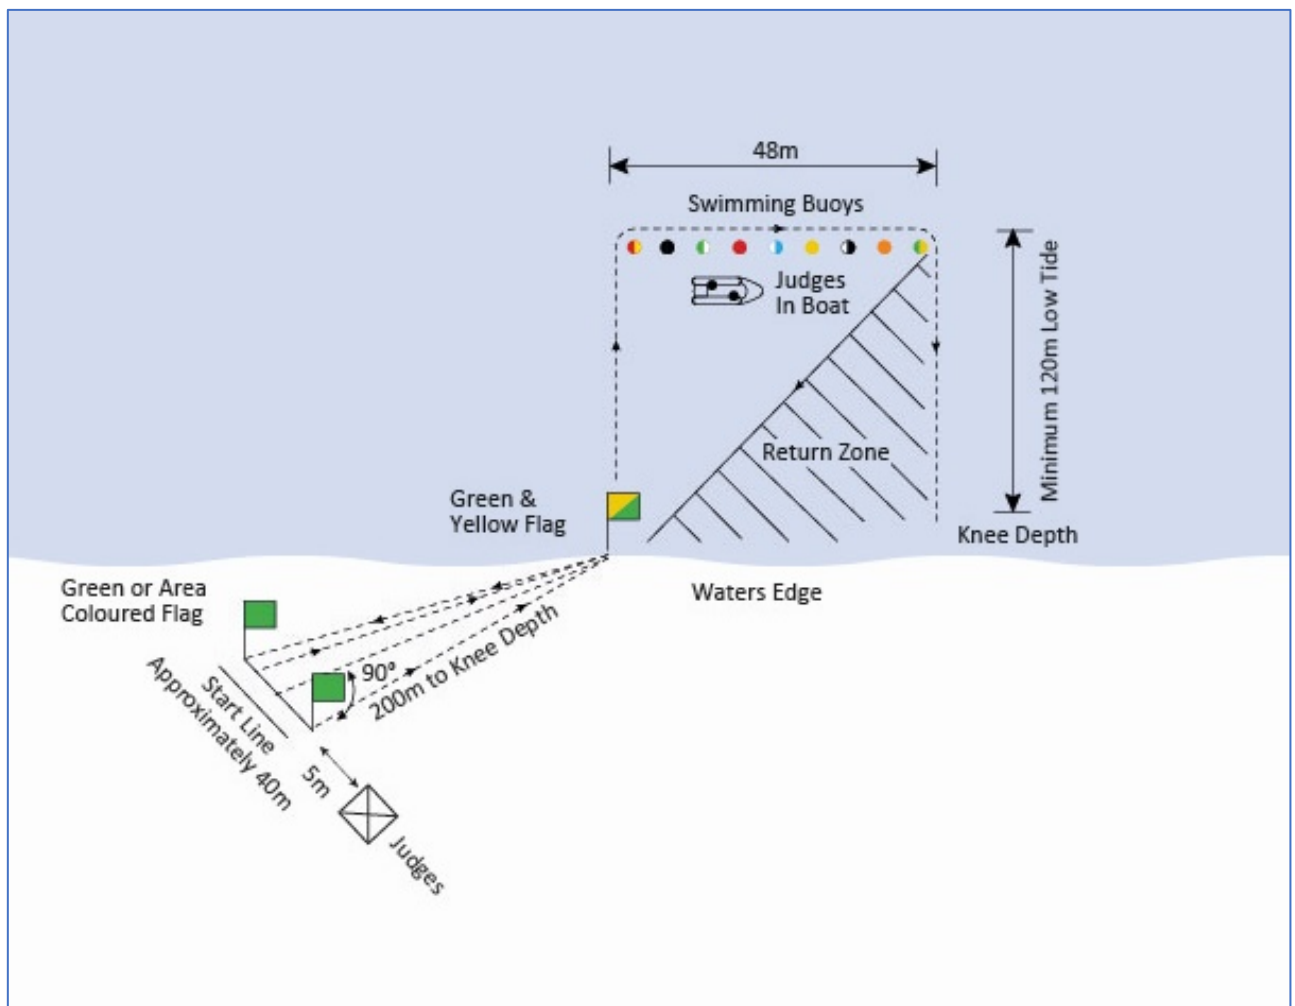 48m
Swimming Buoys
Judges
In Boat
Minimum 120m Low Tide
Return Zone
Green &
Yellow Flag
Knee Depth
Green or Area
Coloured Flag
Waters Edge
90º
200m to Knee Depth
Start Line
Approximately 40m
5m
Judges